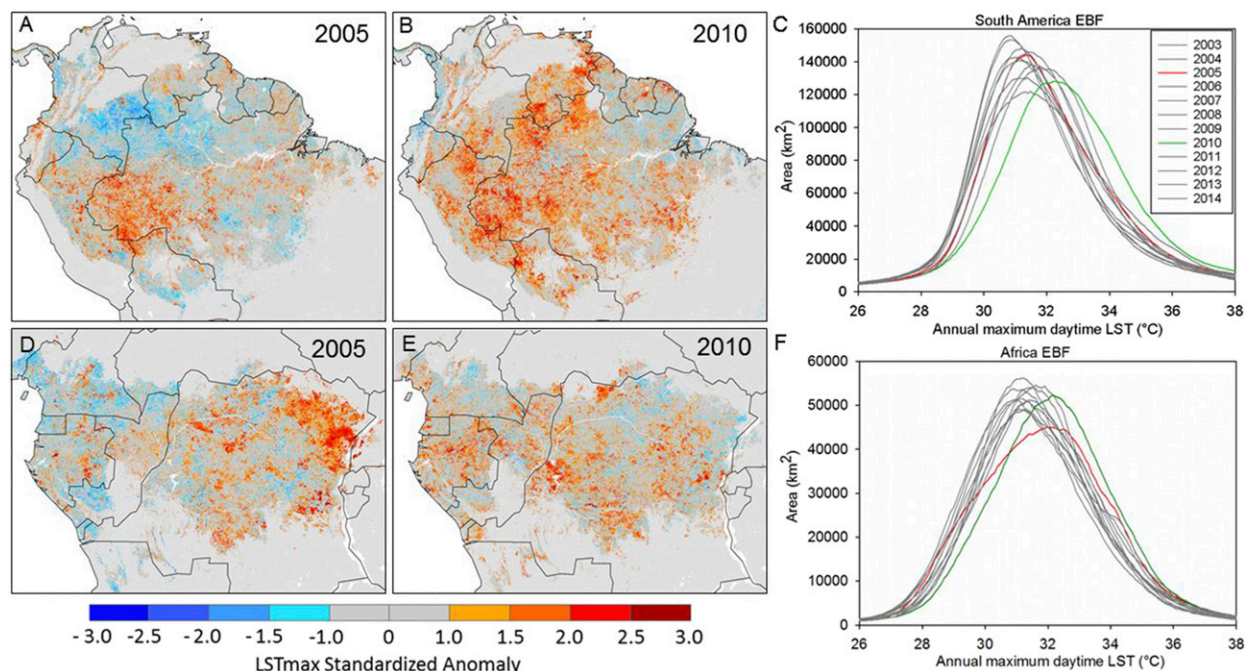 A
2005
B
2010
C
South America EBF
160000
140000
120000
100000
80000
60000
40000
20000
0
Area (km²)
2003
2004
2005
2006
2007
2008
2009
2010
2011
2012
2013
2014
26 28 30 32 34 36 38
Annual maximum daytime LST (°C)
D
2005
E
2010
F
Africa EBF
60000
50000
40000
30000
20000
10000
0
Area (km²)
26 28 30 32 34 36 38
Annual maximum daytime LST (°C)
- 3.0 -2.5 -2.0 -1.5 -1.0 0 1.0 1.5 2.0 2.5 3.0
LSTmax Standardized Anomaly